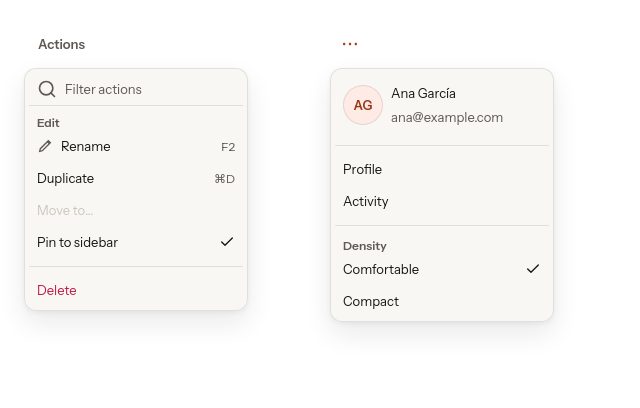 Actions
Filter actions
Edit
Rename F2
Duplicate ⌘D
Move to...
Pin to sidebar
Delete
...
AG
Ana García
ana@example.com
Profile
Activity
Density
Comfortable
Compact